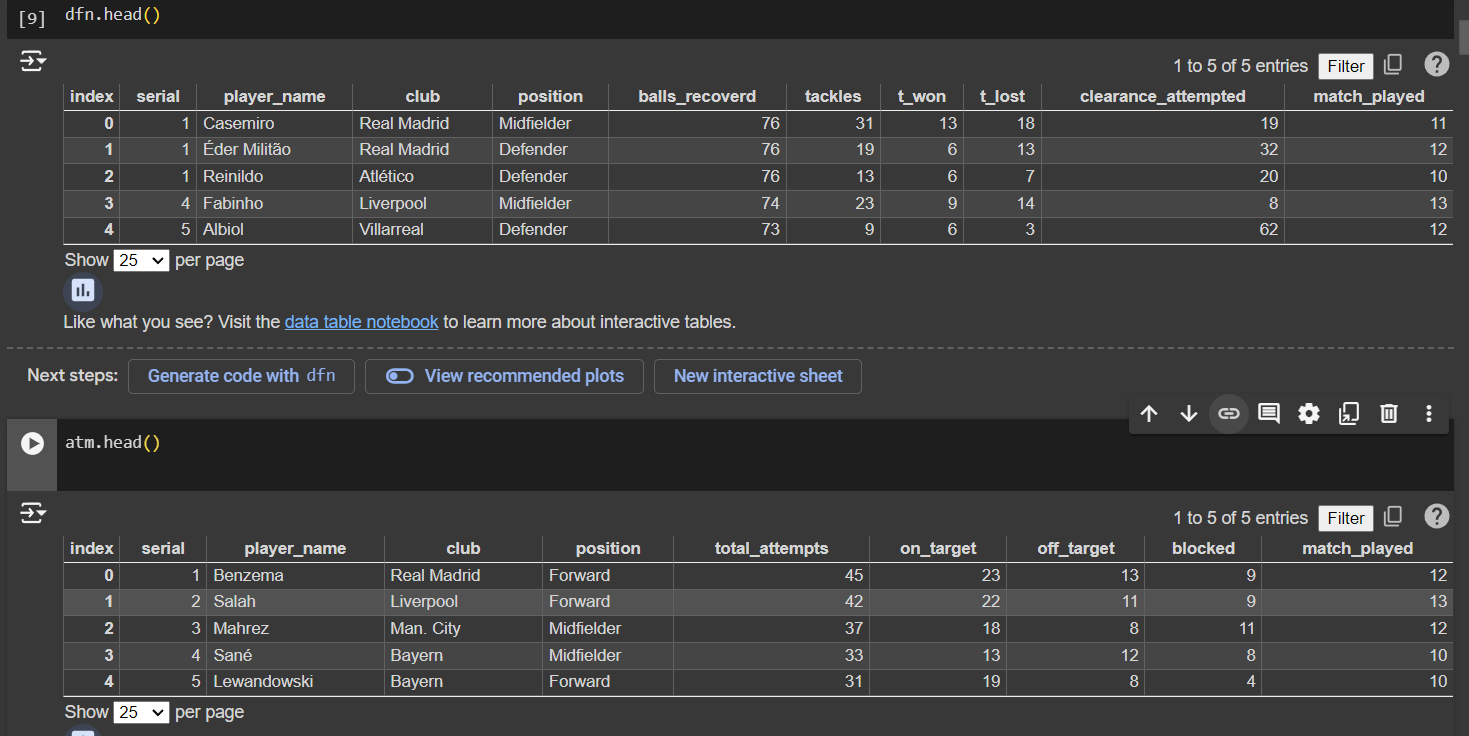 [9] dfn.head()
1 to 5 of 5 entries Filter
index serial player_name club position balls_recoverd tackles t_won t_lost clearance_attempted match_played
0 1 Casemiro Real Madrid Midfielder 76 31 13 18 19 11
1 1 Éder Militão Real Madrid Defender 76 19 6 13 32 12
2 1 Reinildo Atlético Defender 76 13 6 7 20 10
3 4 Fabinho Liverpool Midfielder 74 23 9 14 8 13
4 5 Albiol Villarreal Defender 73 9 6 3 62 12
Show 25 per page
Like what you see? Visit the data table notebook to learn more about interactive tables.
Next steps: Generate code with dfn View recommended plots New interactive sheet
atm.head()
1 to 5 of 5 entries Filter
index serial player_name club position total_attempts on_target off_target blocked match_played
0 1 Benzema Real Madrid Forward 45 23 13 9 12
1 2 Salah Liverpool Forward 42 22 11 9 13
2 3 Mahrez Man. City Midfielder 37 18 8 11 12
3 4 Sané Bayern Midfielder 33 13 12 8 10
4 5 Lewandowski Bayern Forward 31 19 8 4 10
Show 25 per page